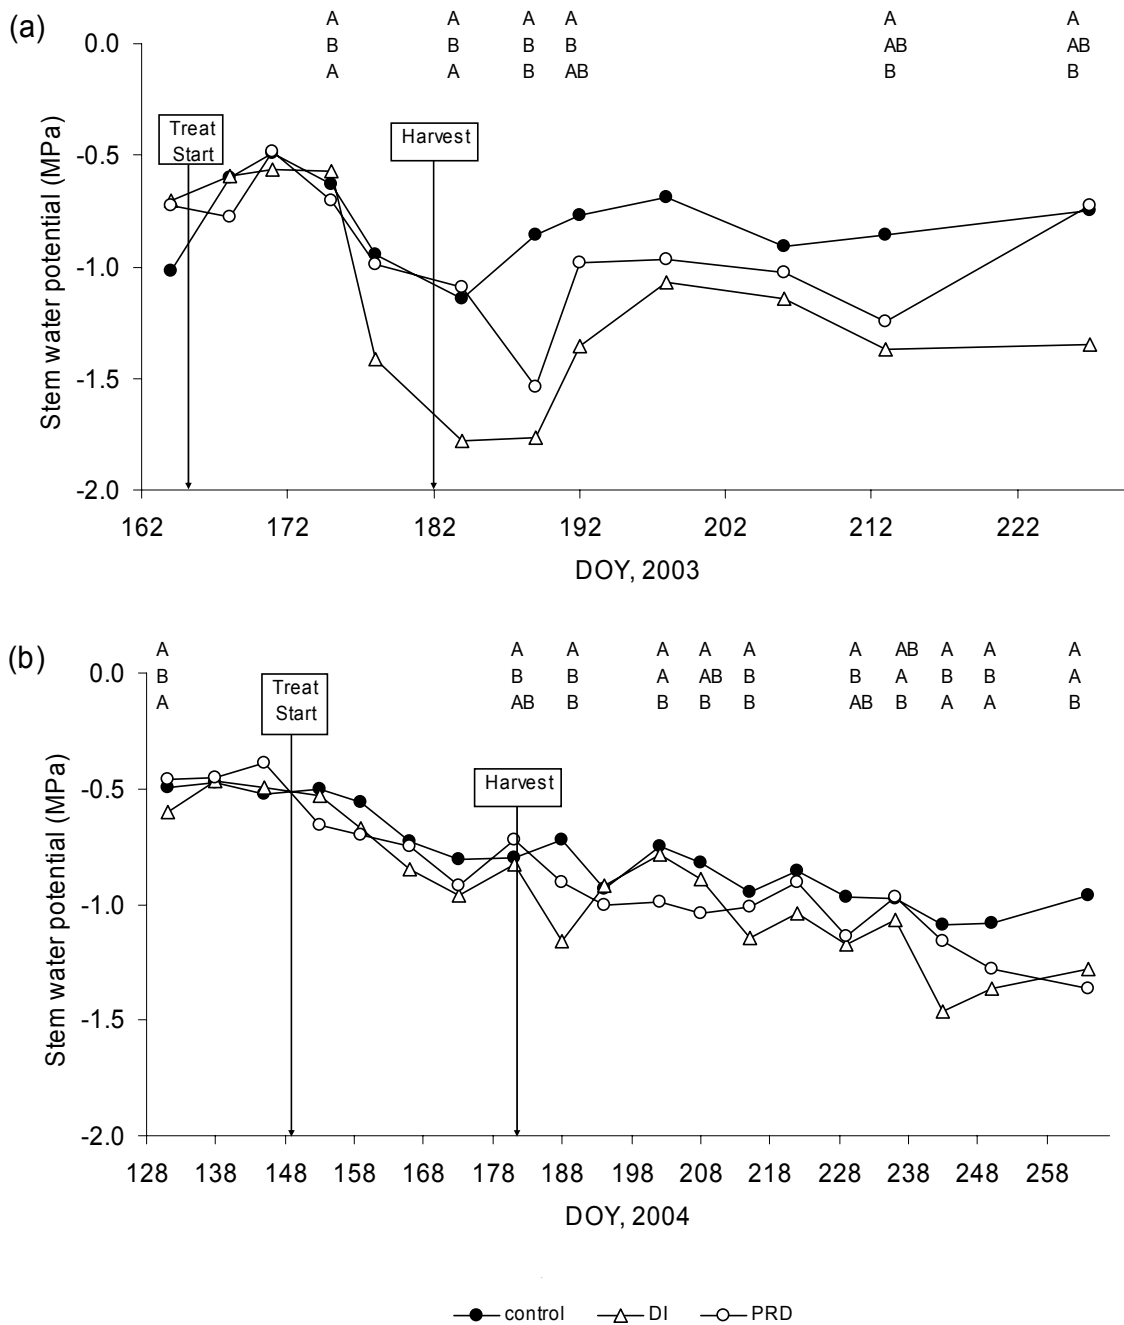 (a)
A A A A A A
B B B B AB AB
A A B AB B B
0.0
-0.5
-1.0
-1.5
-2.0
Stem water potential (MPa)
Treat
Start
Harvest
162 172 182 192 202 212 222
DOY, 2003
(b)
A A A A A A A AB A A A
B B B A AB B B A B B A
A AB B B B B AB B A A B
0.0
-0.5
-1.0
-1.5
-2.0
Stem water potential (MPa)
Treat
Start
Harvest
128 138 148 158 168 178 188 198 208 218 228 238 248 258
DOY, 2004
control DI PRD